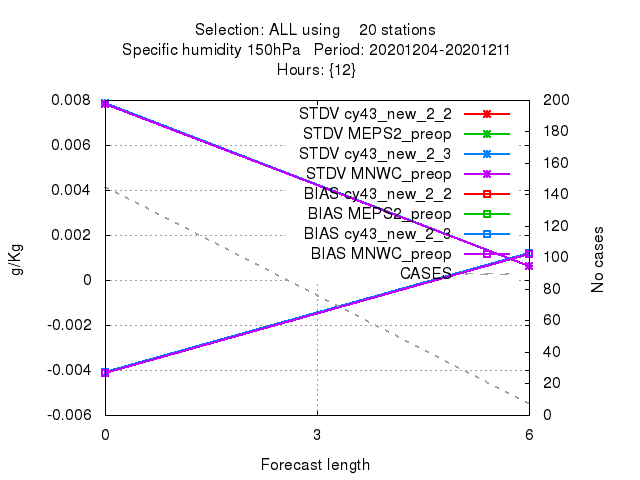 Selection: ALL using 20 stations
Specific humidity 150hPa Period: 20201204-20201211
Hours: {12}
0.008
0.006
0.004
0.002
0
-0.002
-0.004
-0.006
g/Kg
STDV cy43_new_2_2
STDV MEPS2_preop
STDV cy43_new_2_3
STDV MNWC_preop
BIAS cy43_new_2_2
BIAS MEPS2_preop
BIAS cy43_new_2_3
BIAS MNWC_preop
CASES
200
180
160
140
120
100
80
60
40
20
0
No cases
0 3 6
Forecast length